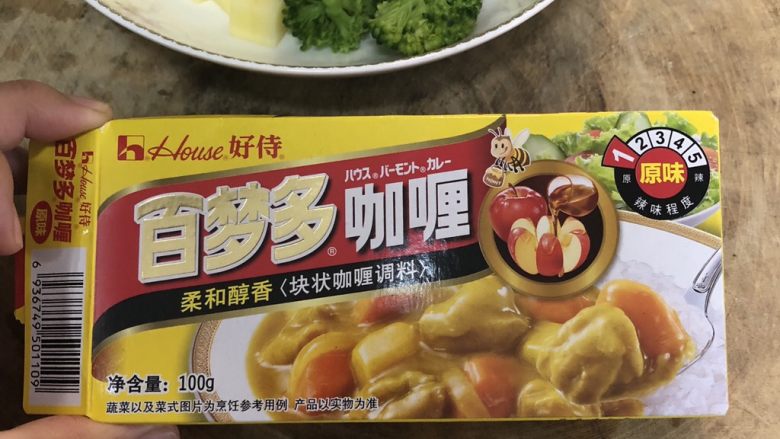 House 好侍
ハウス®バーモント®カレー
百梦多®咖喱
柔和醇香〈块状咖喱调料〉
1 2 3 4 5
原 原味 辣
辣味程度
净含量：100g
蔬菜以及菜式图片为烹饪参考用例 产品以实物为准
House 好侍
百梦多咖喱
原味
6 936749 501109